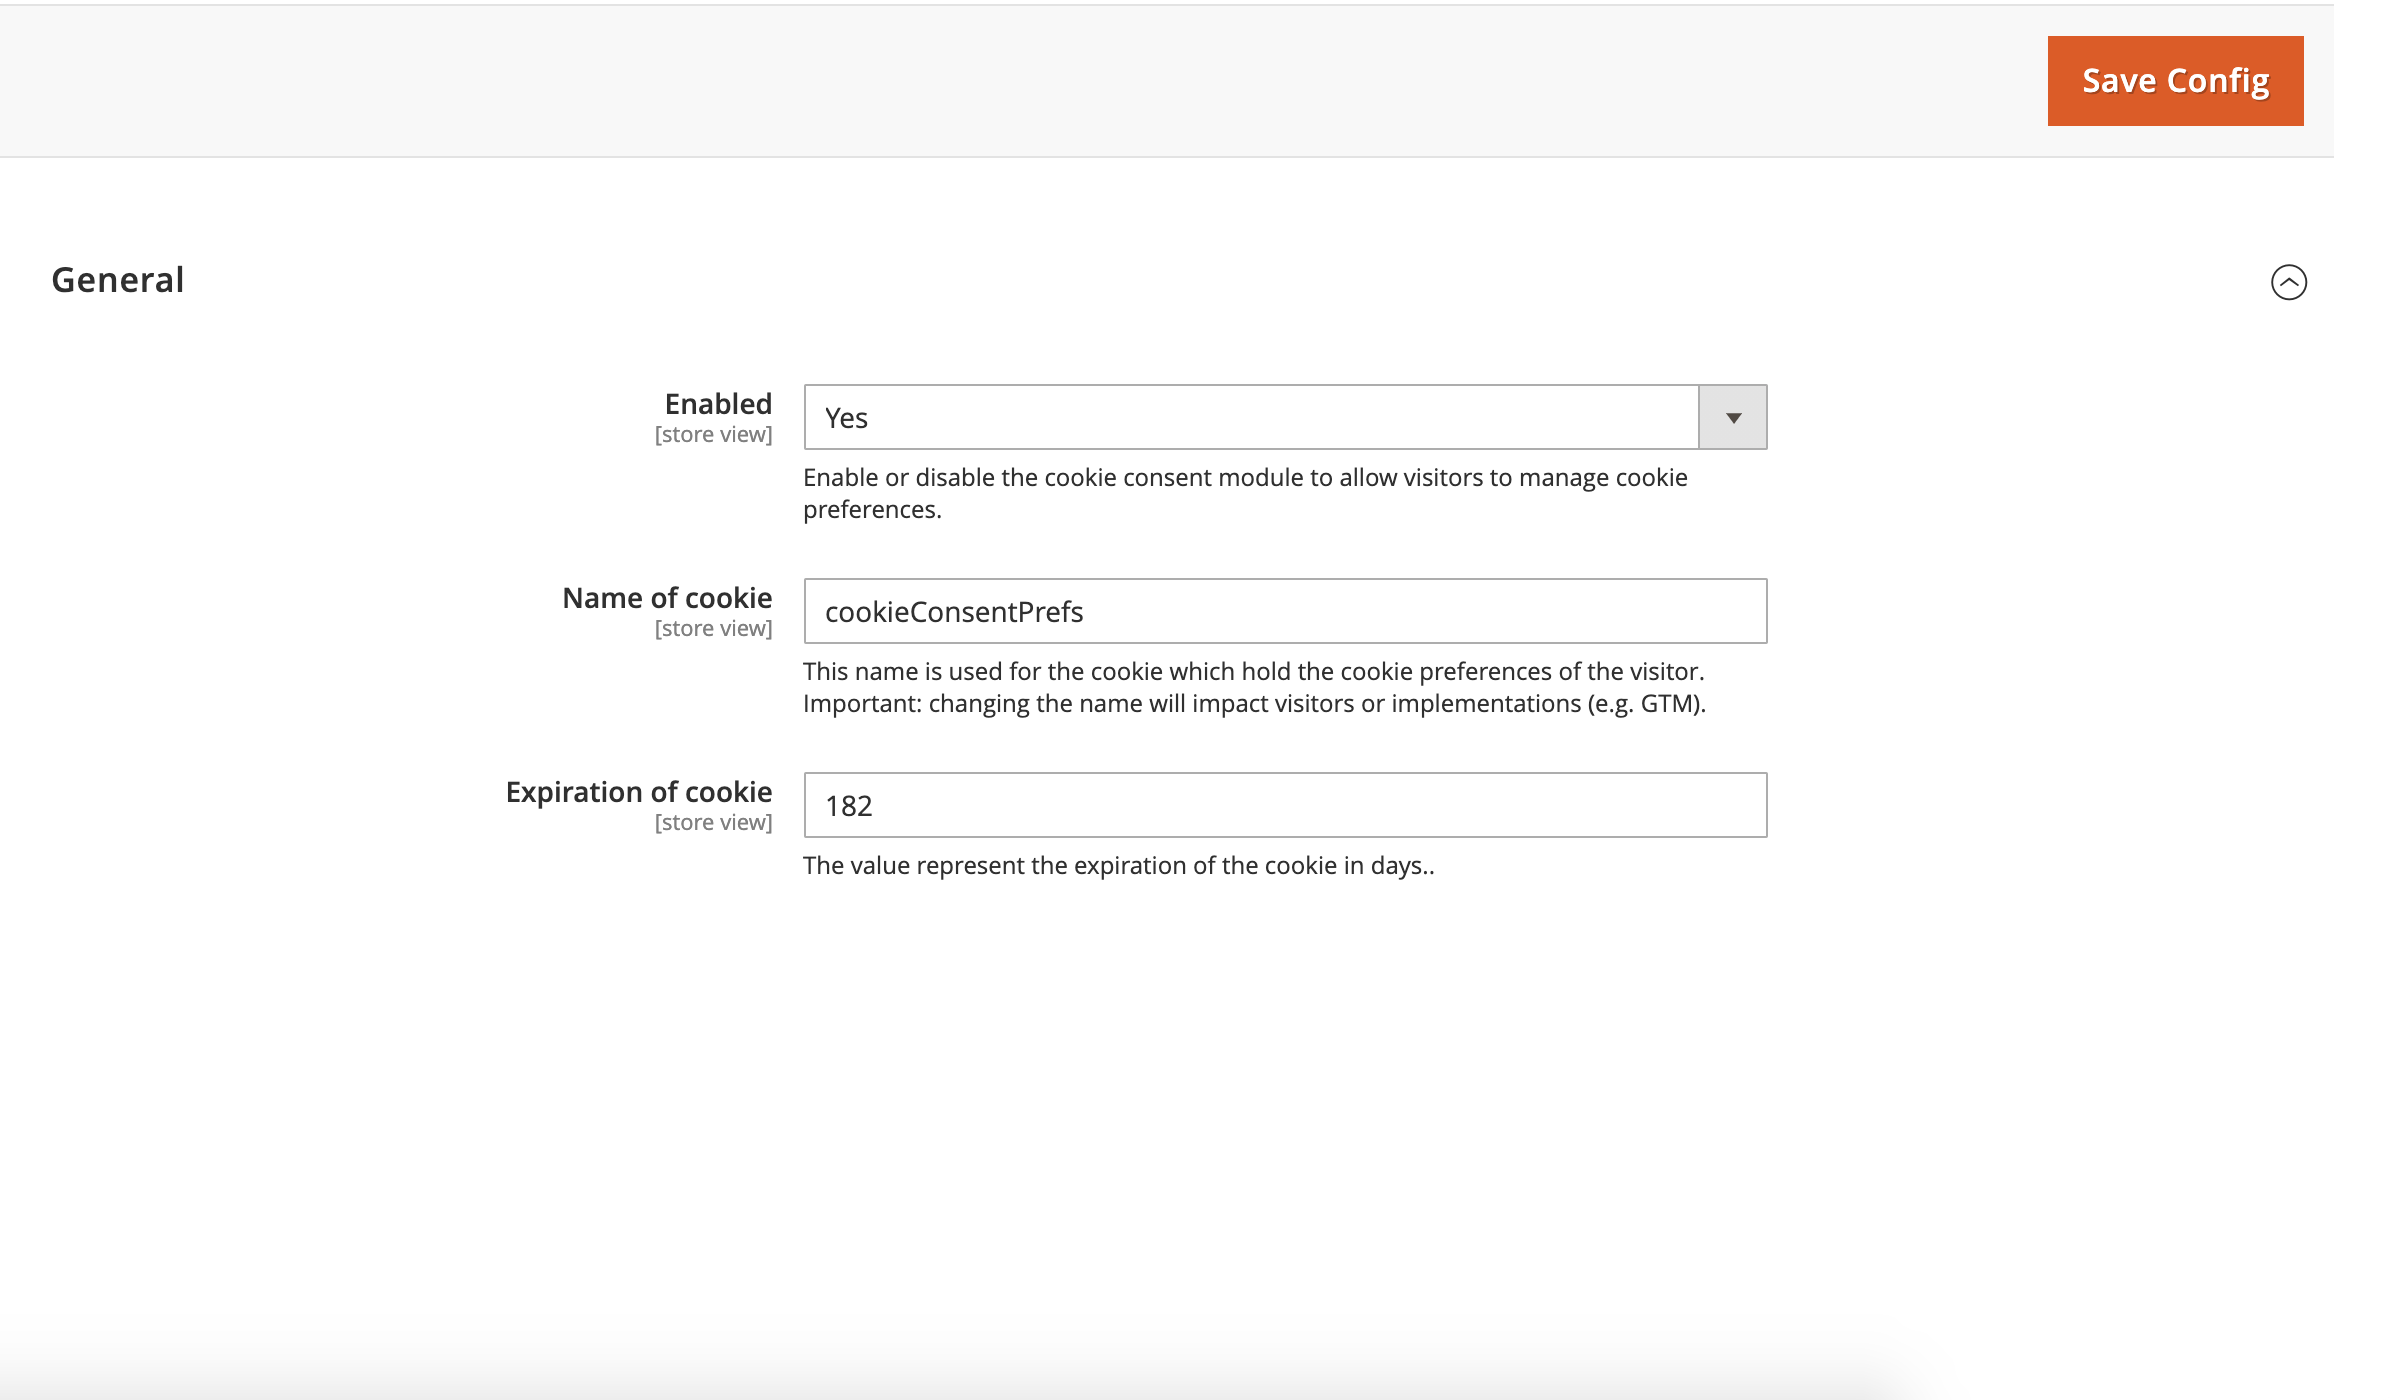 Save Config
General
Enabled
[store view]
Yes
Enable or disable the cookie consent module to allow visitors to manage cookie
preferences.
Name of cookie
[store view]
cookieConsentPrefs
This name is used for the cookie which hold the cookie preferences of the visitor.
Important: changing the name will impact visitors or implementations (e.g. GTM).
Expiration of cookie
[store view]
182
The value represent the expiration of the cookie in days..